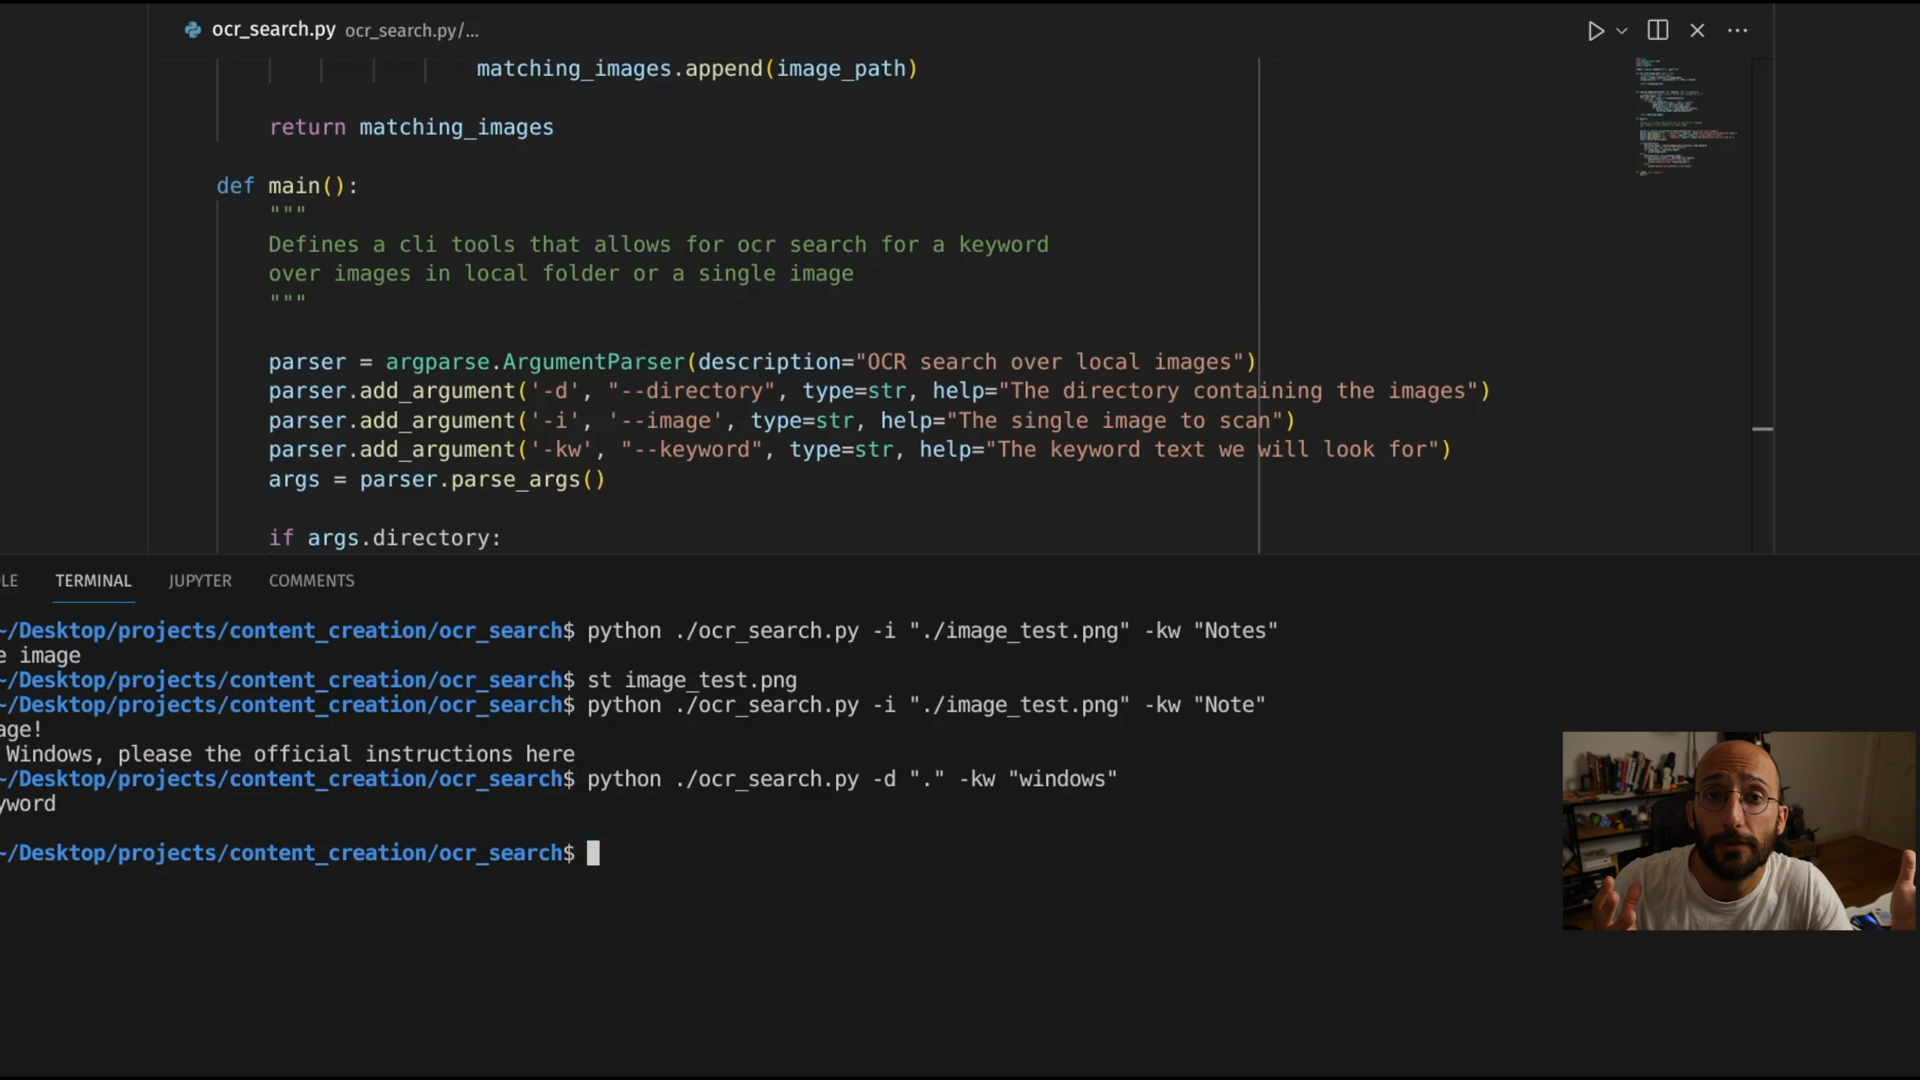 ocr_search.py ocr_search.py/...
matching_images.append(image_path)
return matching_images
def main():
"""
Defines a cli tools that allows for ocr search for a keyword
over images in local folder or a single image
"""
parser = argparse.ArgumentParser(description="OCR search over local images")
parser.add_argument('-d', "--directory", type=str, help="The directory containing the images")
parser.add_argument('-i', '--image', type=str, help="The single image to scan")
parser.add_argument('-kw', "--keyword", type=str, help="The keyword text we will look for")
args = parser.parse_args()
if args.directory:
LE TERMINAL JUPYTER COMMENTS
~/Desktop/projects/content_creation/ocr_search$ python ./ocr_search.py -i "./image_test.png" -kw "Notes"
e image
~/Desktop/projects/content_creation/ocr_search$ st image_test.png
~/Desktop/projects/content_creation/ocr_search$ python ./ocr_search.py -i "./image_test.png" -kw "Note"
age!
Windows, please the official instructions here
~/Desktop/projects/content_creation/ocr_search$ python ./ocr_search.py -d "." -kw "windows"
yword
~/Desktop/projects/content_creation/ocr_search$